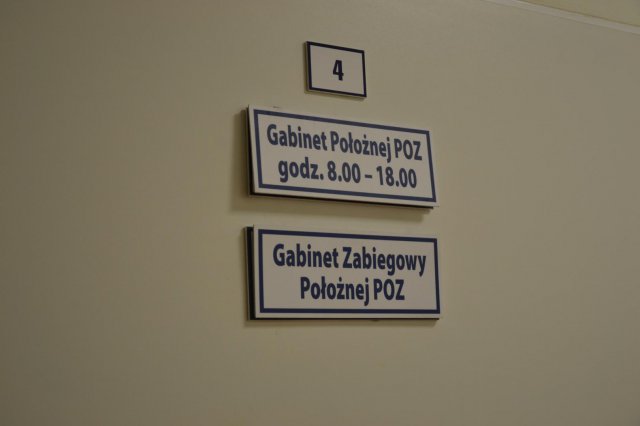 4
Gabinet Położnej POZ
godz. 8.00 – 18.00
Gabinet Zabiegowy
Położnej POZ